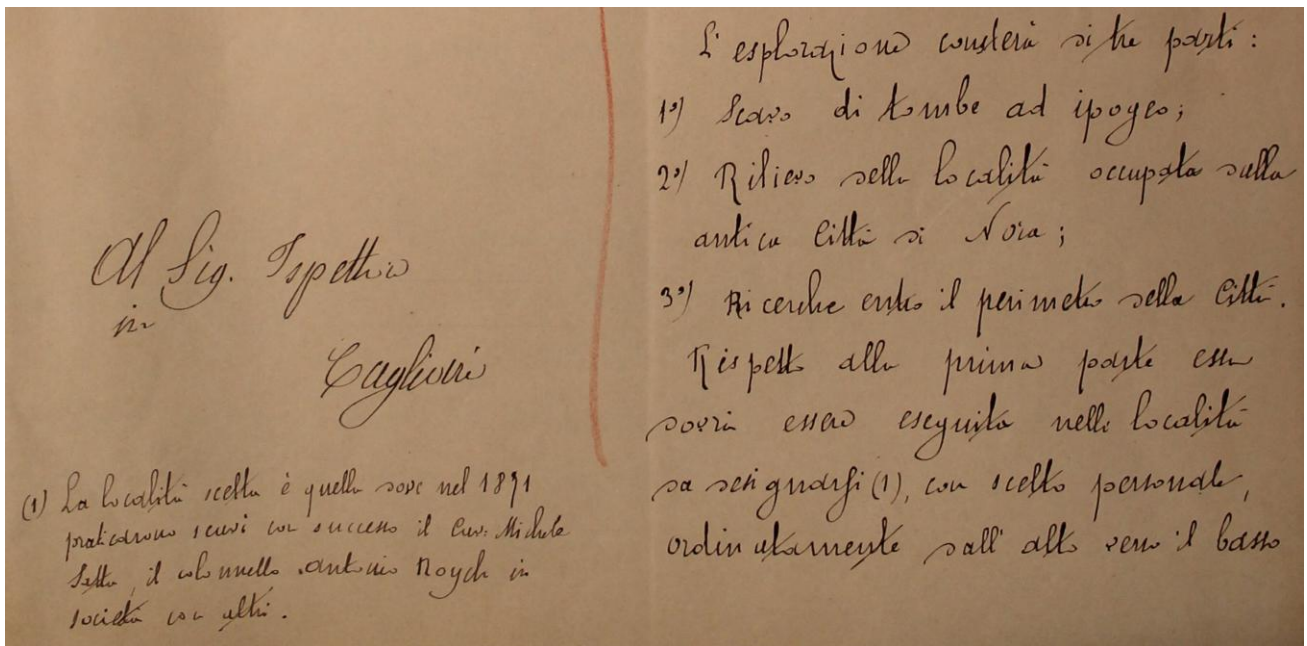 Al Sig. Ispettore
in
Cagliari
(1) La località scelta è quella dove nel 1891
praticarono scavi con successo il Cav: Michele
Setta, il colonnello Antonio Roych in
società con altri.
L'esplorazione consterà di tre parti:
1°) Scavo di tombe ad ipogeo;
2°) Rilievo della località occupata dalla
antica Città di Nora;
3°) Ricerche entro il perimetro della Città.
Rispetto alla prima parte essa
dovrà essere eseguita nella località
da designarsi (1), con scelto personale,
ordinatamente dall'alto verso il basso